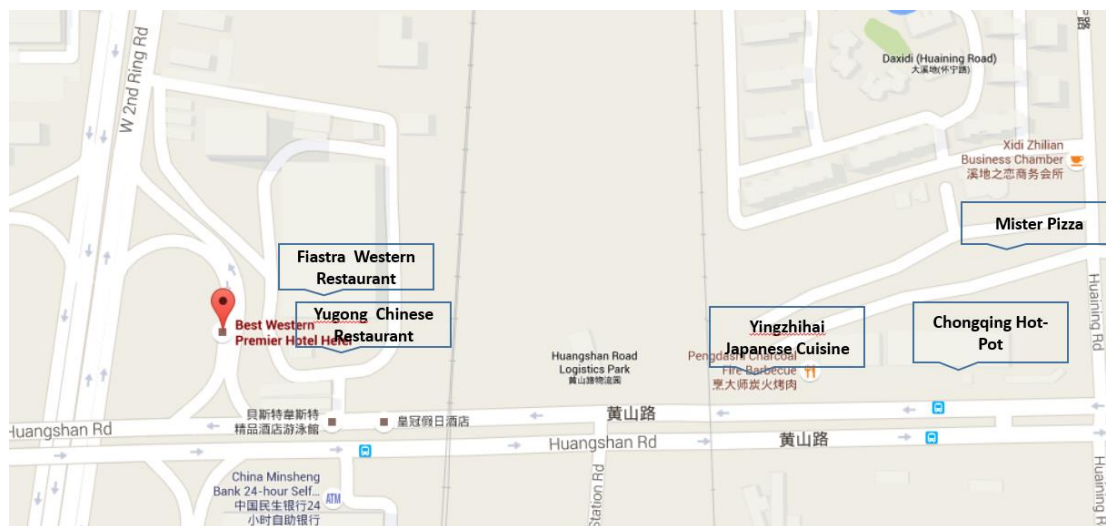 W 2nd Ring Rd
Daxidi (Huaining Road)
大溪地(怀宁路)
Xidi Zhilian
Business Chamber
溪地之恋商务会所
Mister Pizza
Fiastra Western
Restaurant
Yugong Chinese
Restaurant
Best Western
Premier Hotel Hefei
Yingzhihai
Japanese Cuisine
Chongqing Hot-
Pot
Huaining Rd
Huangshan Road
Logistics Park
黄山路物流园
Pengdashi Charcoal
Fire Barbecue
烹大师炭火烤肉
贝斯特韋斯特
精品酒店游泳館
皇冠假日酒店
黄山路
Huangshan Rd
Huangshan Rd
黄山路
Station Rd
Huaining R
China Minsheng
Bank 24-hour Self...
中国民生银行24
小时自助银行
ATM